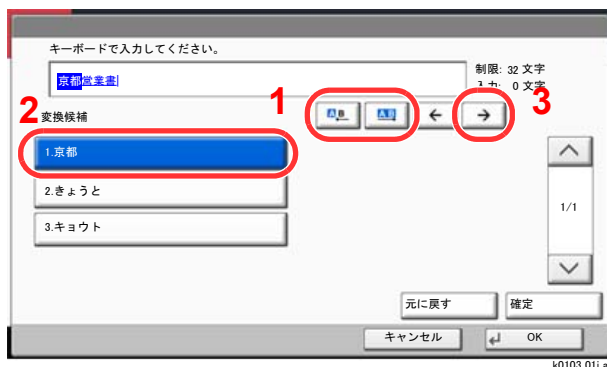 キーボードで入力してください。
京都営業書
制限: 32 文字
入力: 0 文字
2
変換候補
1
A B
A B
←
→
3
1.京都
2.きょうと
3.キョウト
1/1
元に戻す
確定
キャンセル
OK